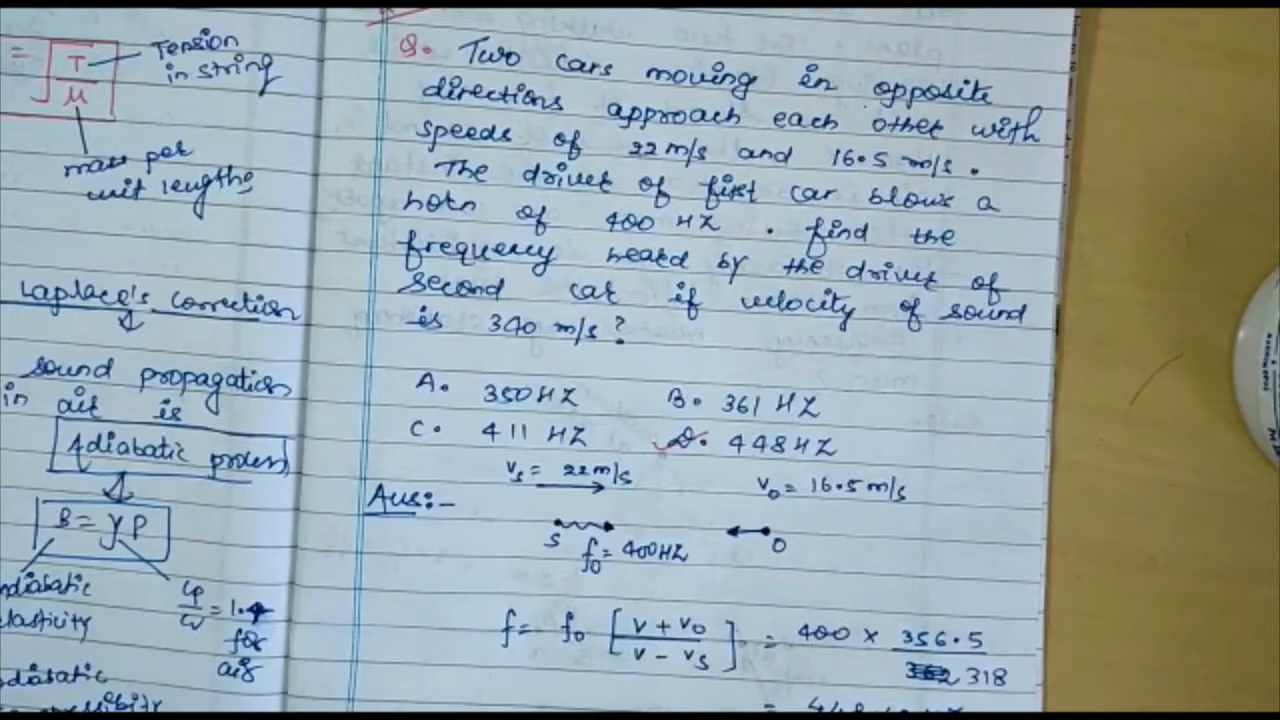 = √T/μ
Tension
in string
mass per
unit length
Laplace's correction
sound propagation
in air is
Adiabatic process
B = γP
adiabatic
elasticity
Cp/Cv = 1.4
for
air
Q. Two cars moving in opposite
directions approach each other with
speeds of 22 m/s and 16.5 m/s.
The driver of first car blows a
horn of 400 HZ. find the
frequency heard by the driver of
second car if velocity of sound
is 340 m/s?
A. 350 HZ B. 361 HZ
C. 411 HZ D. 448 HZ
Ans:-
vs = 22 m/s vo = 16.5 m/s
S O
fo = 400 HZ
f = fo [v + vo / v - vs] = 400 × 356.5 / 318